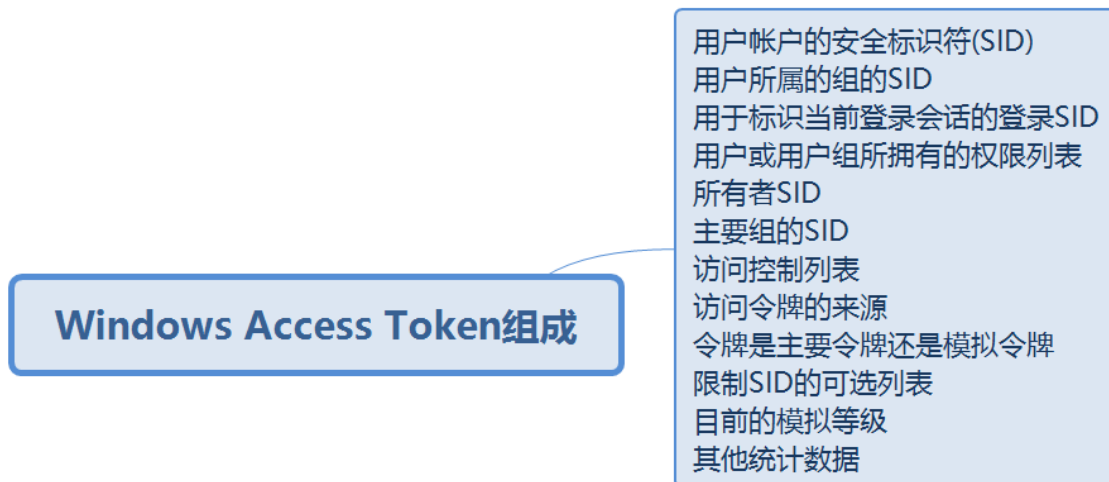 Windows Access Token组成
用户帐户的安全标识符(SID)
用户所属的组的SID
用于标识当前登录会话的登录SID
用户或用户组所拥有的权限列表
所有者SID
主要组的SID
访问控制列表
访问令牌的来源
令牌是主要令牌还是模拟令牌
限制SID的可选列表
目前的模拟等级
其他统计数据